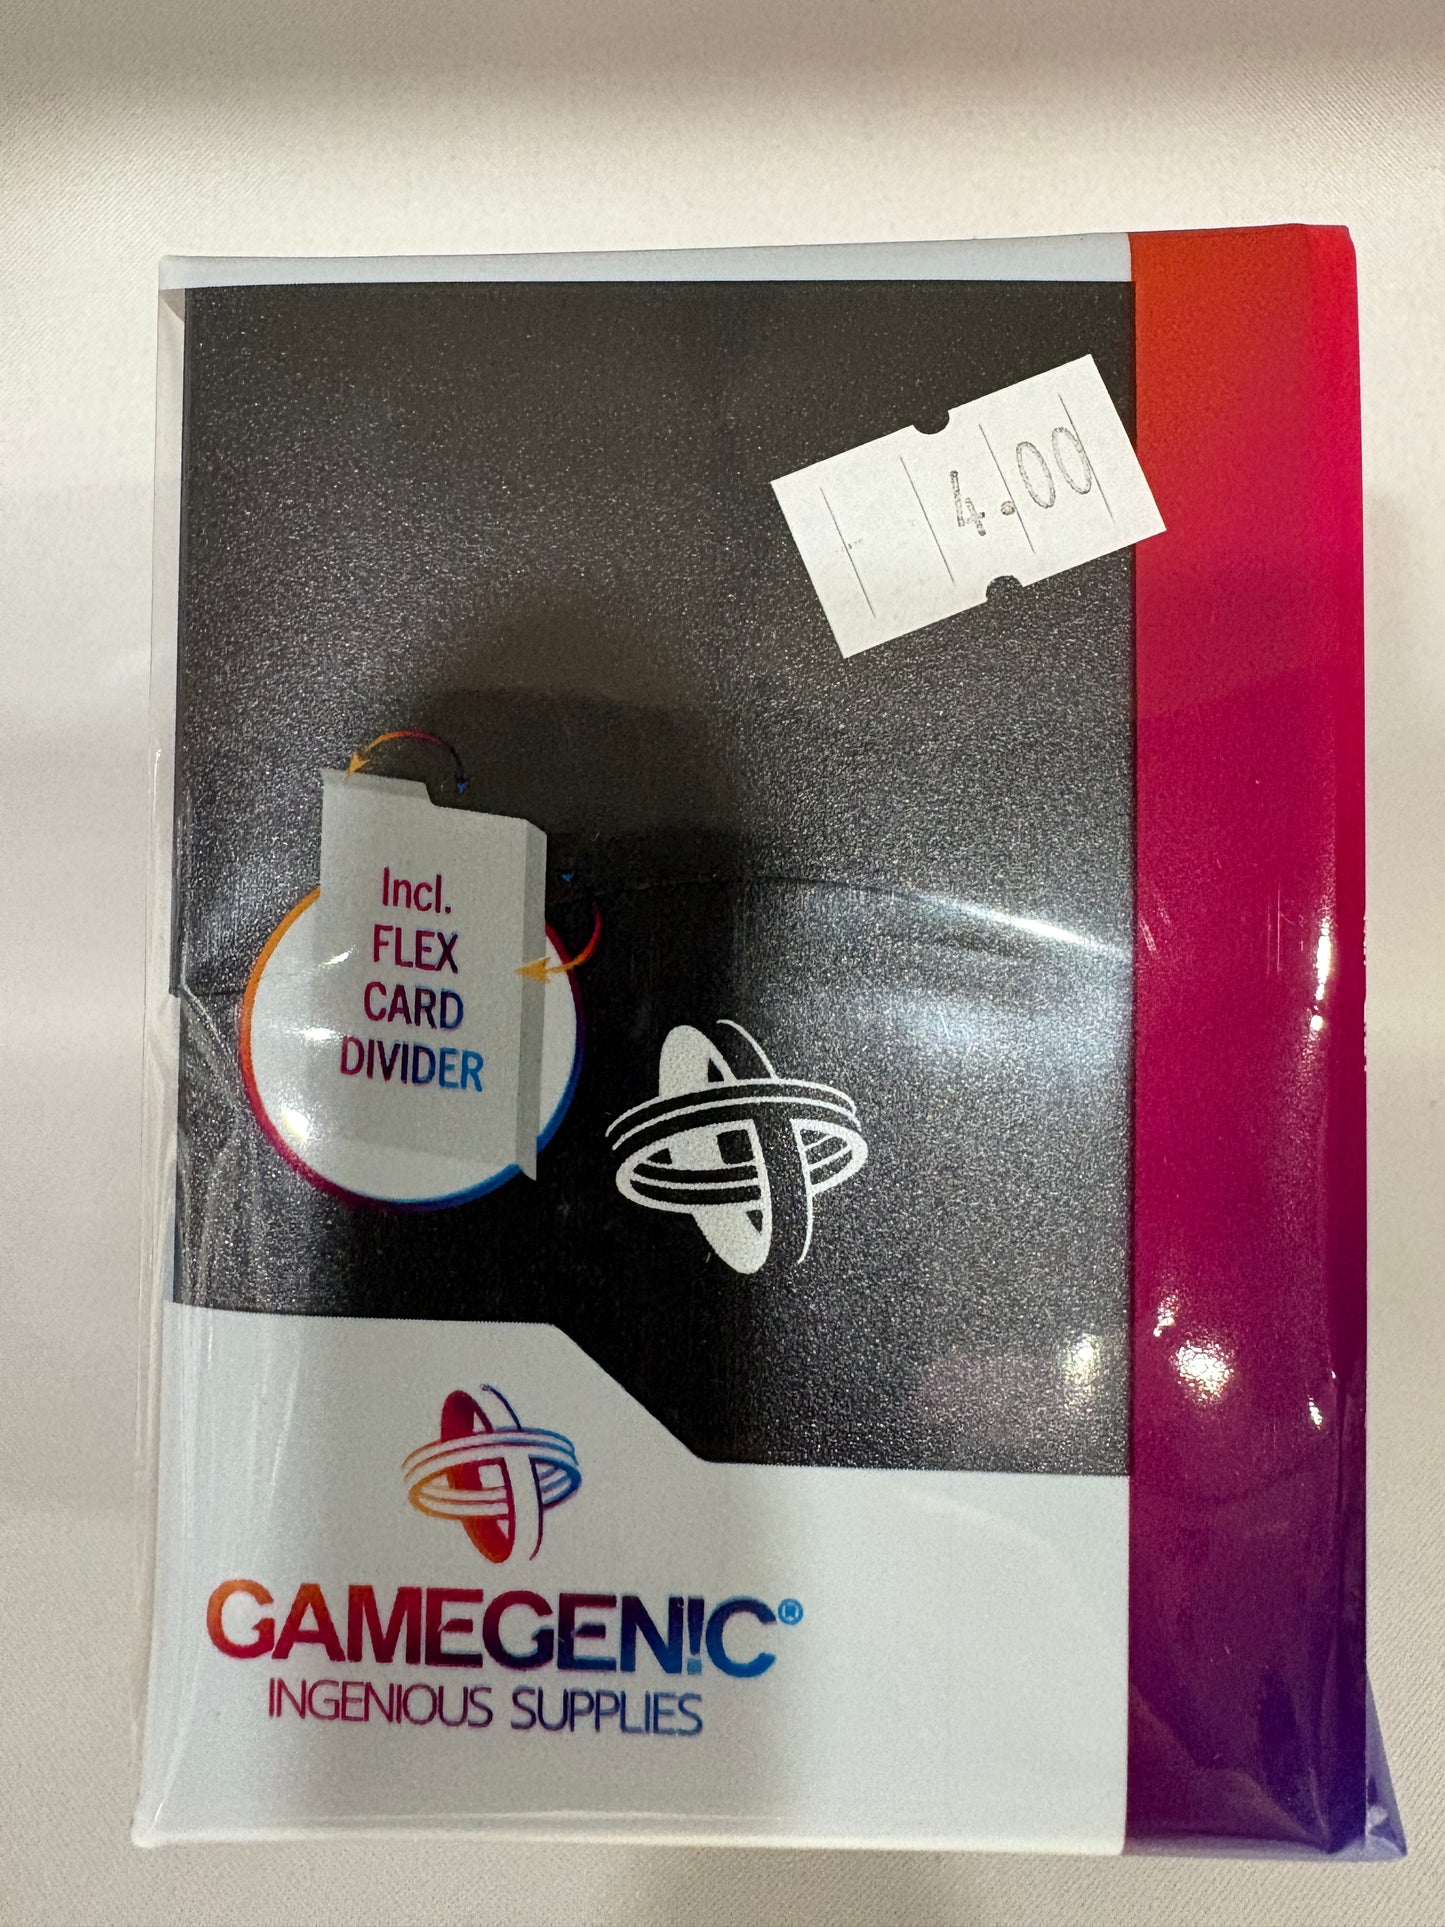 4.00
Incl.
FLEX
CARD
DIVIDER
GAMEGEN!C®
INGENIOUS SUPPLIES